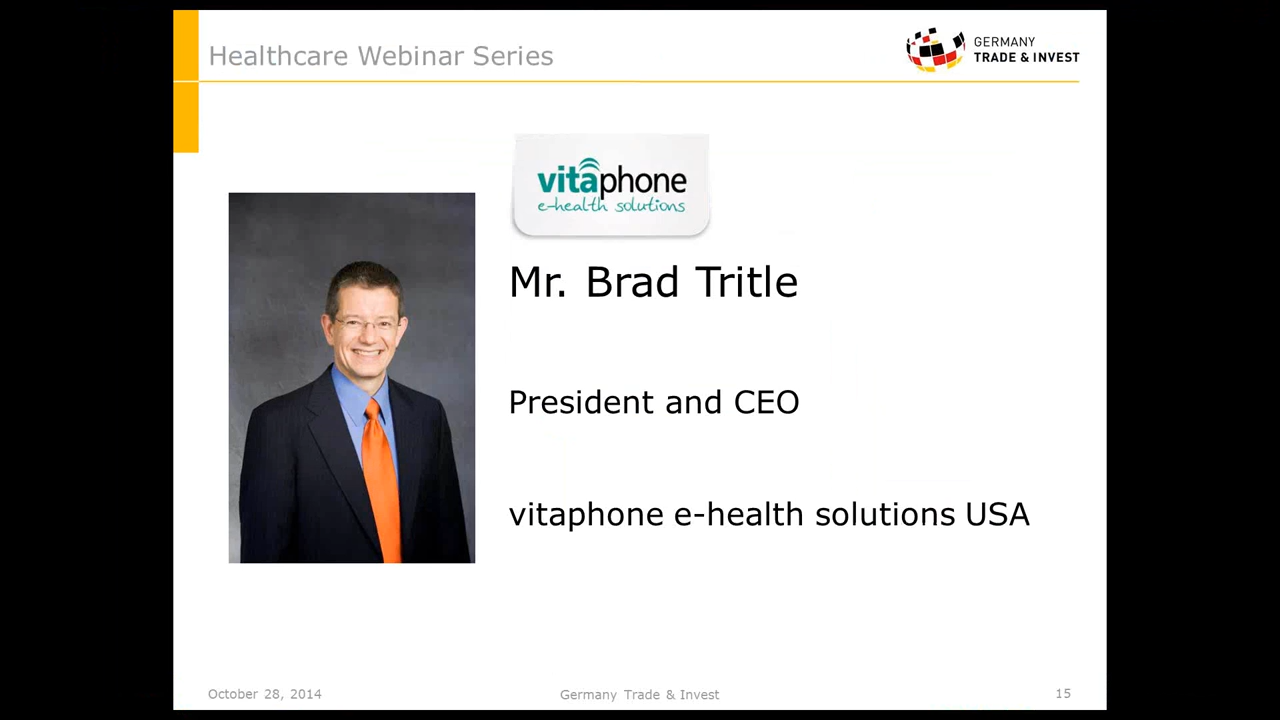 Healthcare Webinar Series
GERMANY
TRADE & INVEST
vitaphone
e-health solutions
Mr. Brad Tritle
President and CEO
vitaphone e-health solutions USA
October 28, 2014
Germany Trade & Invest
15